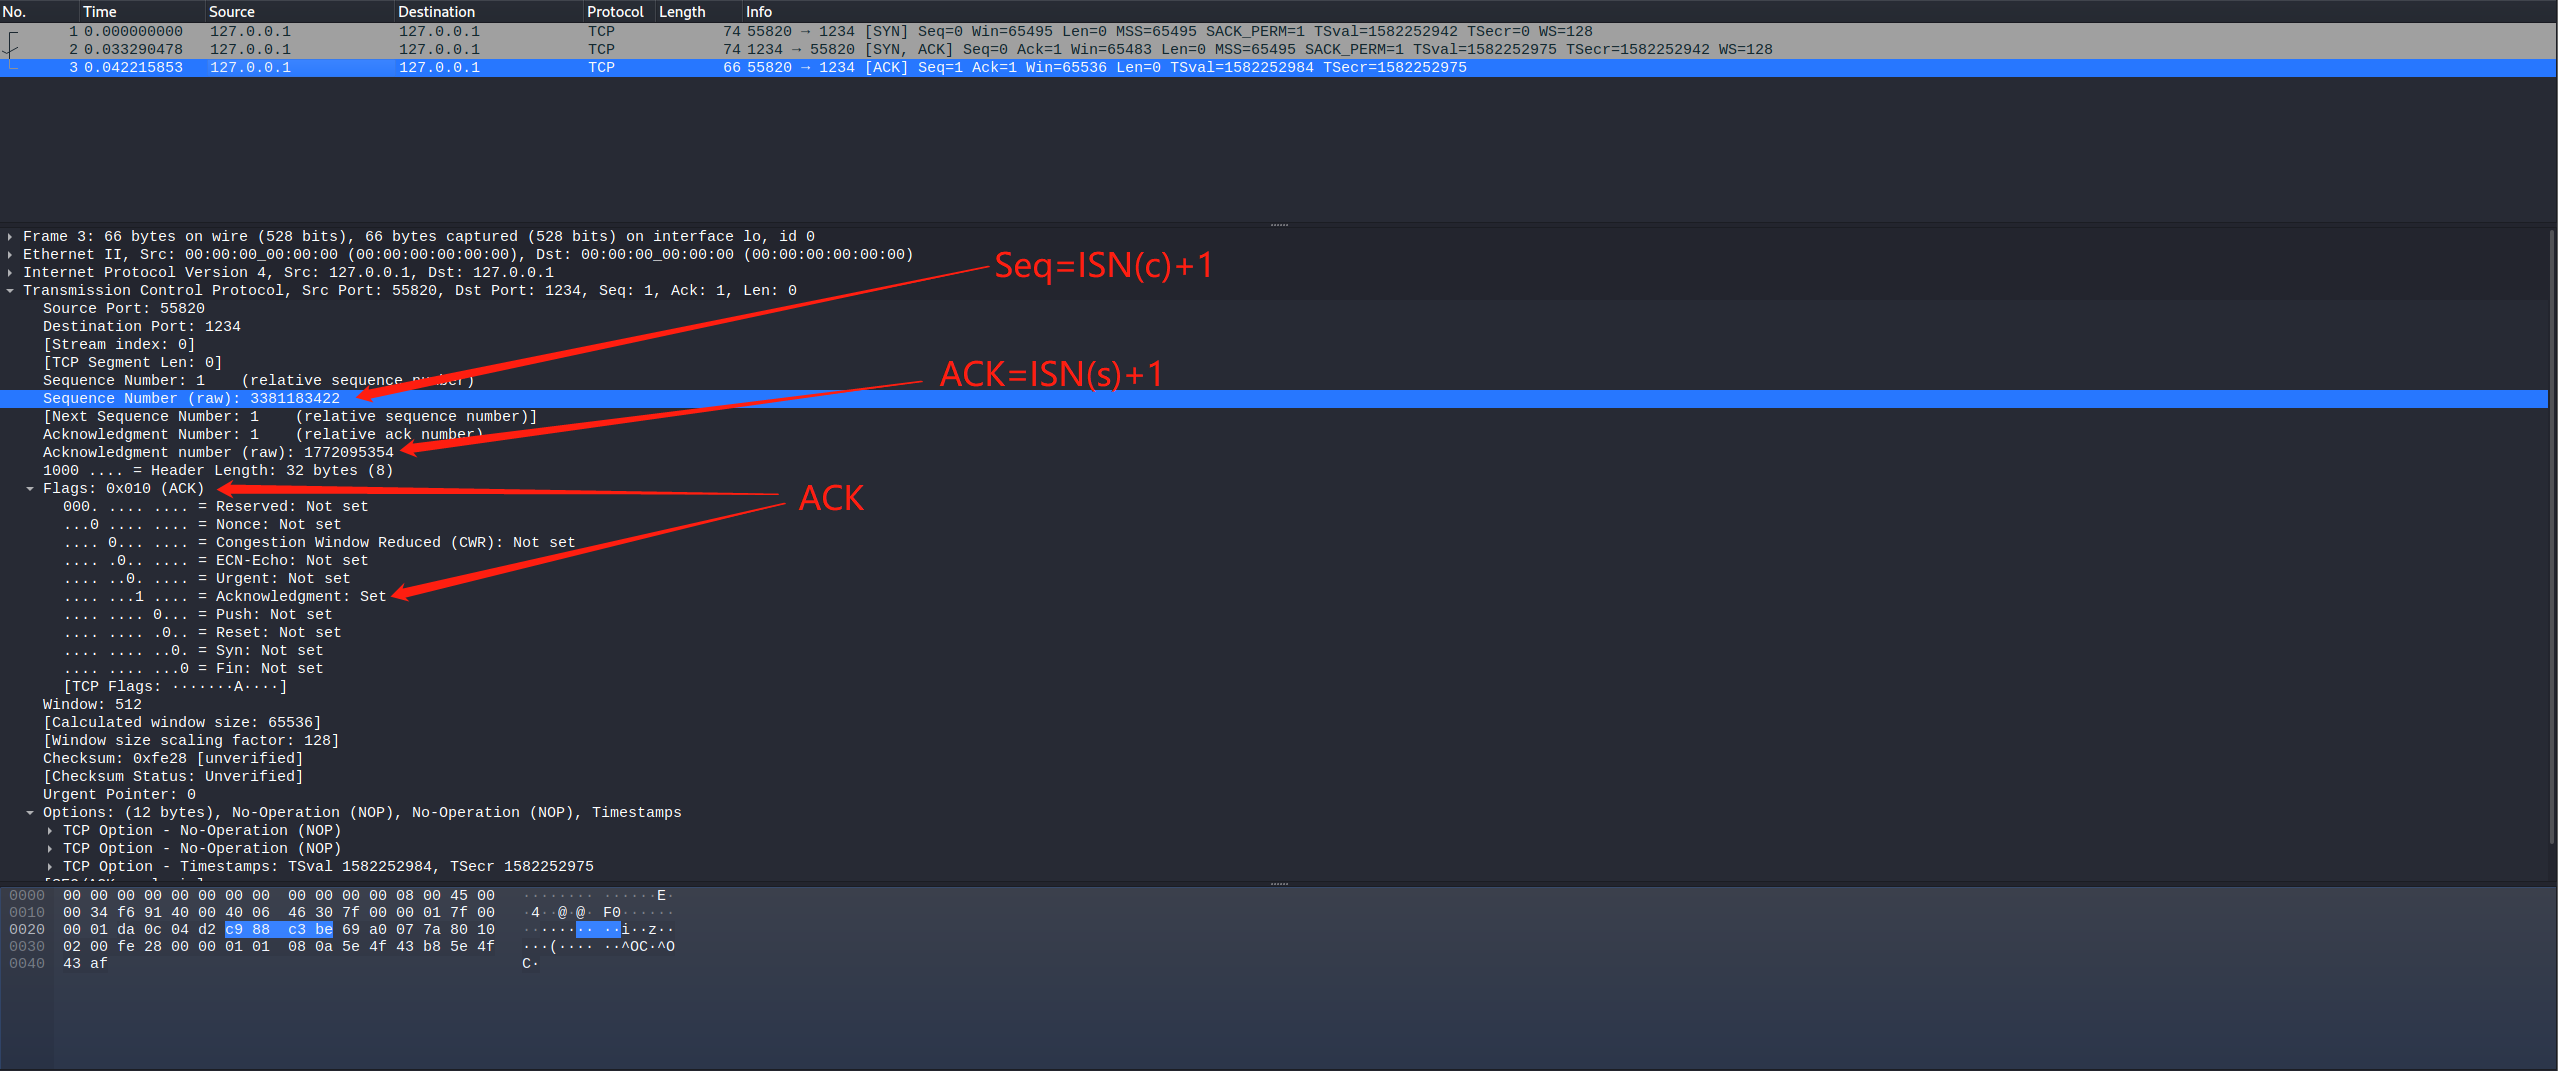 No. Time Source Destination Protocol Length Info
1 0.000000000 127.0.0.1 127.0.0.1 TCP 74 55820 → 1234 [SYN] Seq=0 Win=65495 Len=0 MSS=65495 SACK_PERM=1 TSval=1582252942 TSecr=0 WS=128
2 0.033290478 127.0.0.1 127.0.0.1 TCP 74 1234 → 55820 [SYN, ACK] Seq=0 Ack=1 Win=65483 Len=0 MSS=65495 SACK_PERM=1 TSval=1582252975 TSecr=1582252942 WS=128
3 0.042215853 127.0.0.1 127.0.0.1 TCP 66 55820 → 1234 [ACK] Seq=1 Ack=1 Win=65536 Len=0 TSval=1582252984 TSecr=1582252975
Frame 3: 66 bytes on wire (528 bits), 66 bytes captured (528 bits) on interface lo, id 0
Ethernet II, Src: 00:00:00_00:00:00 (00:00:00:00:00:00), Dst: 00:00:00_00:00:00 (00:00:00:00:00:00)
Seq=ISN(c)+1
Internet Protocol Version 4, Src: 127.0.0.1, Dst: 127.0.0.1
Transmission Control Protocol, Src Port: 55820, Dst Port: 1234, Seq: 1, Ack: 1, Len: 0
Source Port: 55820
Destination Port: 1234
[Stream index: 0]
[TCP Segment Len: 0]
ACK=ISN(s)+1
Sequence Number: 1 (relative sequence number)
Sequence Number (raw): 3381183422
[Next Sequence Number: 1 (relative sequence number)]
Acknowledgment Number: 1 (relative ack number)
Acknowledgment number (raw): 1772095354
1000 .... = Header Length: 32 bytes (8)
Flags: 0x010 (ACK)
ACK
000. .... .... = Reserved: Not set
...0 .... .... = Nonce: Not set
.... 0... .... = Congestion Window Reduced (CWR): Not set
.... .0.. .... = ECN-Echo: Not set
.... ..0. .... = Urgent: Not set
.... ...1 .... = Acknowledgment: Set
.... .... 0... = Push: Not set
.... .... .0.. = Reset: Not set
.... .... ..0. = Syn: Not set
.... .... ...0 = Fin: Not set
[TCP Flags: ·······A····]
Window: 512
[Calculated window size: 65536]
[Window size scaling factor: 128]
Checksum: 0xfe28 [unverified]
[Checksum Status: Unverified]
Urgent Pointer: 0
Options: (12 bytes), No-Operation (NOP), No-Operation (NOP), Timestamps
TCP Option - No-Operation (NOP)
TCP Option - No-Operation (NOP)
TCP Option - Timestamps: TSval 1582252984, TSecr 1582252975
0000 00 00 00 00 00 00 00 00 00 00 00 00 08 00 45 00 ········ ······E·
0010 00 34 f6 91 40 00 40 06 46 30 7f 00 00 01 7f 00 ·4··@·@· F0······
0020 00 01 da 0c 04 d2 c9 88 c3 be 69 a0 07 7a 80 10 ········ ··i··z··
0030 02 00 fe 28 00 00 01 01 08 0a 5e 4f 43 b8 5e 4f ···(···· ··^OC·^O
0040 43 af C·